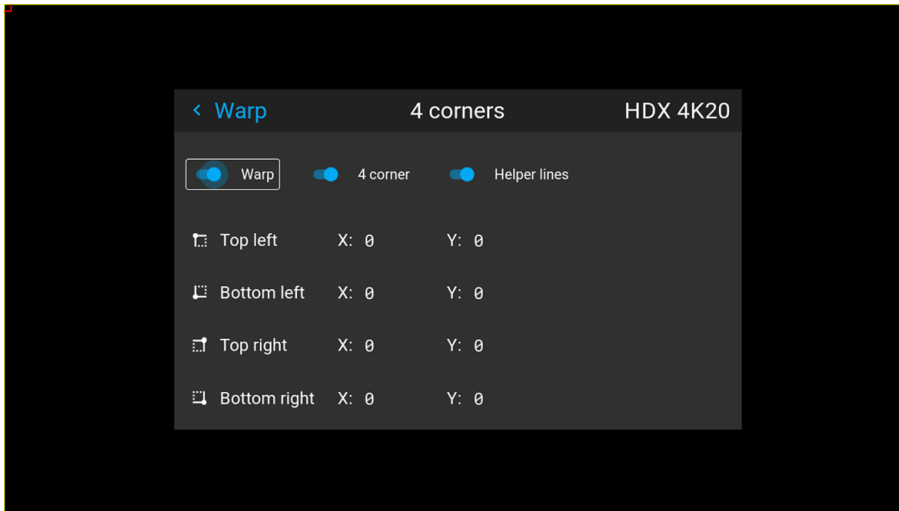 Warp 4 corners HDX 4K20
Warp 4 corner Helper lines
Top left X: 0 Y: 0
Bottom left X: 0 Y: 0
Top right X: 0 Y: 0
Bottom right X: 0 Y: 0